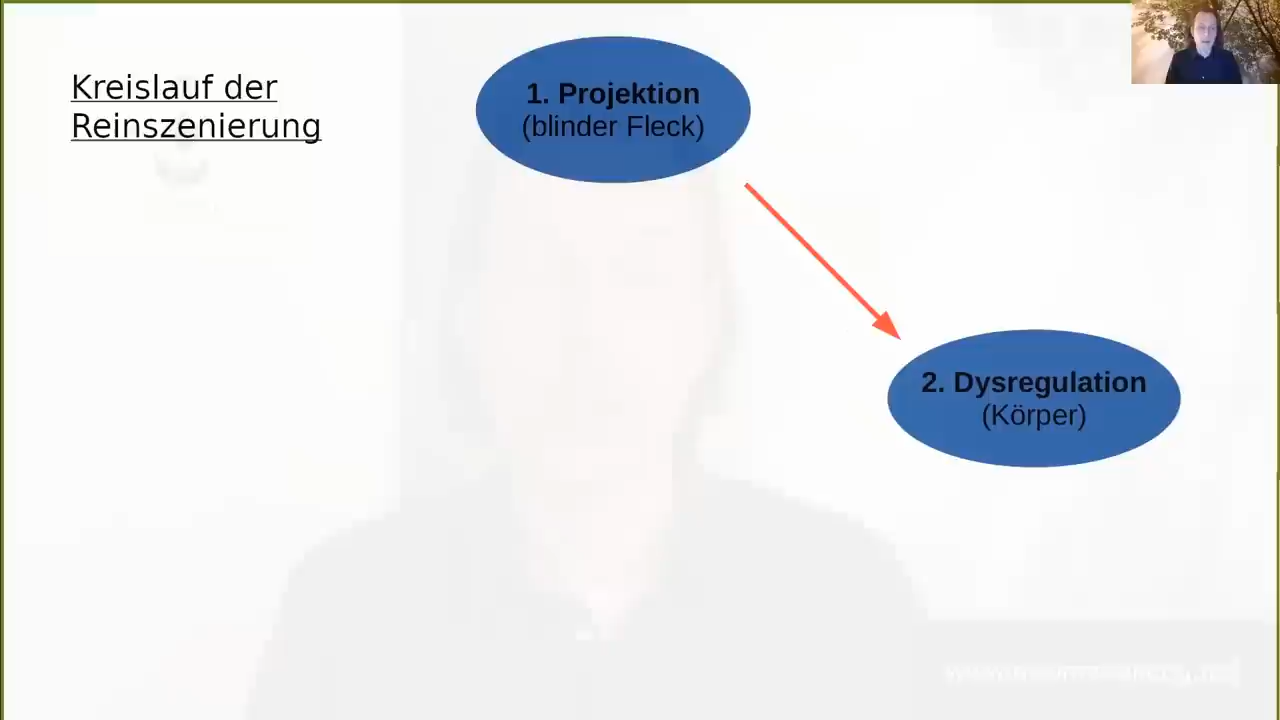 Kreislauf der
Reinszenierung
1. Projektion
(blinder Fleck)
2. Dysregulation
(Körper)